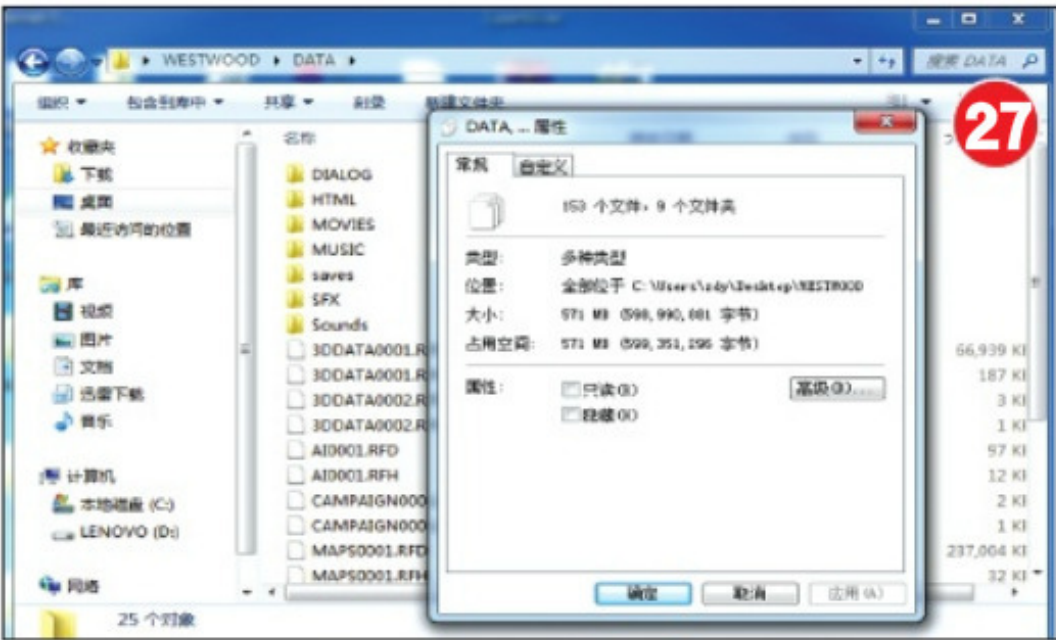 WESTWOOD ▸ DATA ▸
搜索 DATA
组织 包含到库中 共享 刻录 新建文件夹
27
收藏夹
下载
桌面
最近访问的位置
库
视频
图片
文档
迅雷下载
音乐
计算机
本地磁盘 (C:)
LENOVO (D:)
网络
名称
DIALOG
HTML
MOVIES
MUSIC
saves
SFX
Sounds
3DDATA0001.R
3DDATA0001.R
3DDATA0002.R
3DDATA0002.R
AI0001.RFD
AI0001.RFH
CAMPAIGN000
CAMPAIGN000
MAPS0001.RFD
MAPS0001.RFH
66,939 KB
187 KB
3 KB
1 KB
97 KB
12 KB
2 KB
1 KB
237,004 KB
32 KB
DATA, ... 属性
常规 自定义
153 个文件，9 个文件夹
类型: 多种类型
位置: 全部位于 C:\Users\zdy\Desktop\WESTWOOD
大小: 571 MB (598,990,881 字节)
占用空间: 571 MB (599,351,296 字节)
属性: 只读(R) 高级(D)...
隐藏(H)
确定 取消 应用(A)
25 个对象